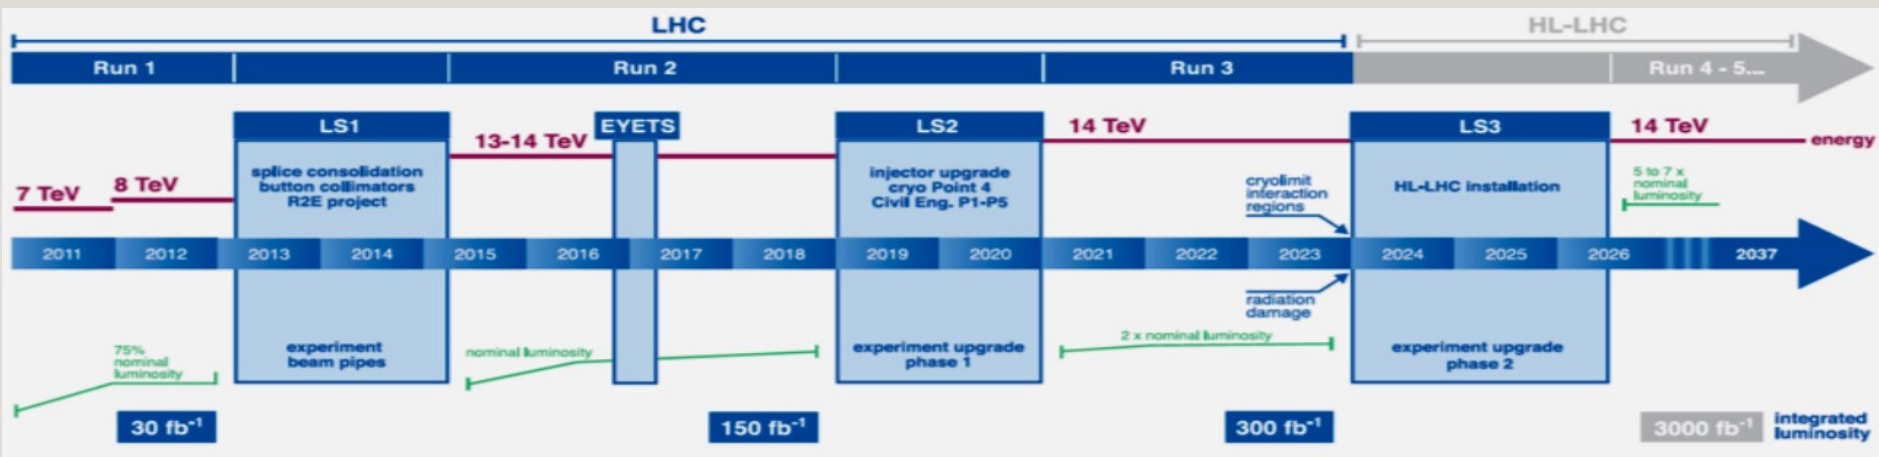 LHC
HL-LHC
Run 1
Run 2
Run 3
Run 4 - 5...
LS1
EYETS
LS2
LS3
13-14 TeV
14 TeV
14 TeV
energy
7 TeV
8 TeV
splice consolidation
button collimators
R2E project
injector upgrade
cryo Point 4
Civil Eng. P1-P5
cryolimit
interaction
regions
HL-LHC installation
5 to 7 x
nominal
luminosity
2011
2012
2013
2014
2015
2016
2017
2018
2019
2020
2021
2022
2023
2024
2025
2026
2037
radiation
damage
75%
nominal
luminosity
experiment
beam pipes
nominal luminosity
experiment upgrade
phase 1
2 x nominal luminosity
experiment upgrade
phase 2
30 fb⁻¹
150 fb⁻¹
300 fb⁻¹
3000 fb⁻¹
integrated
luminosity